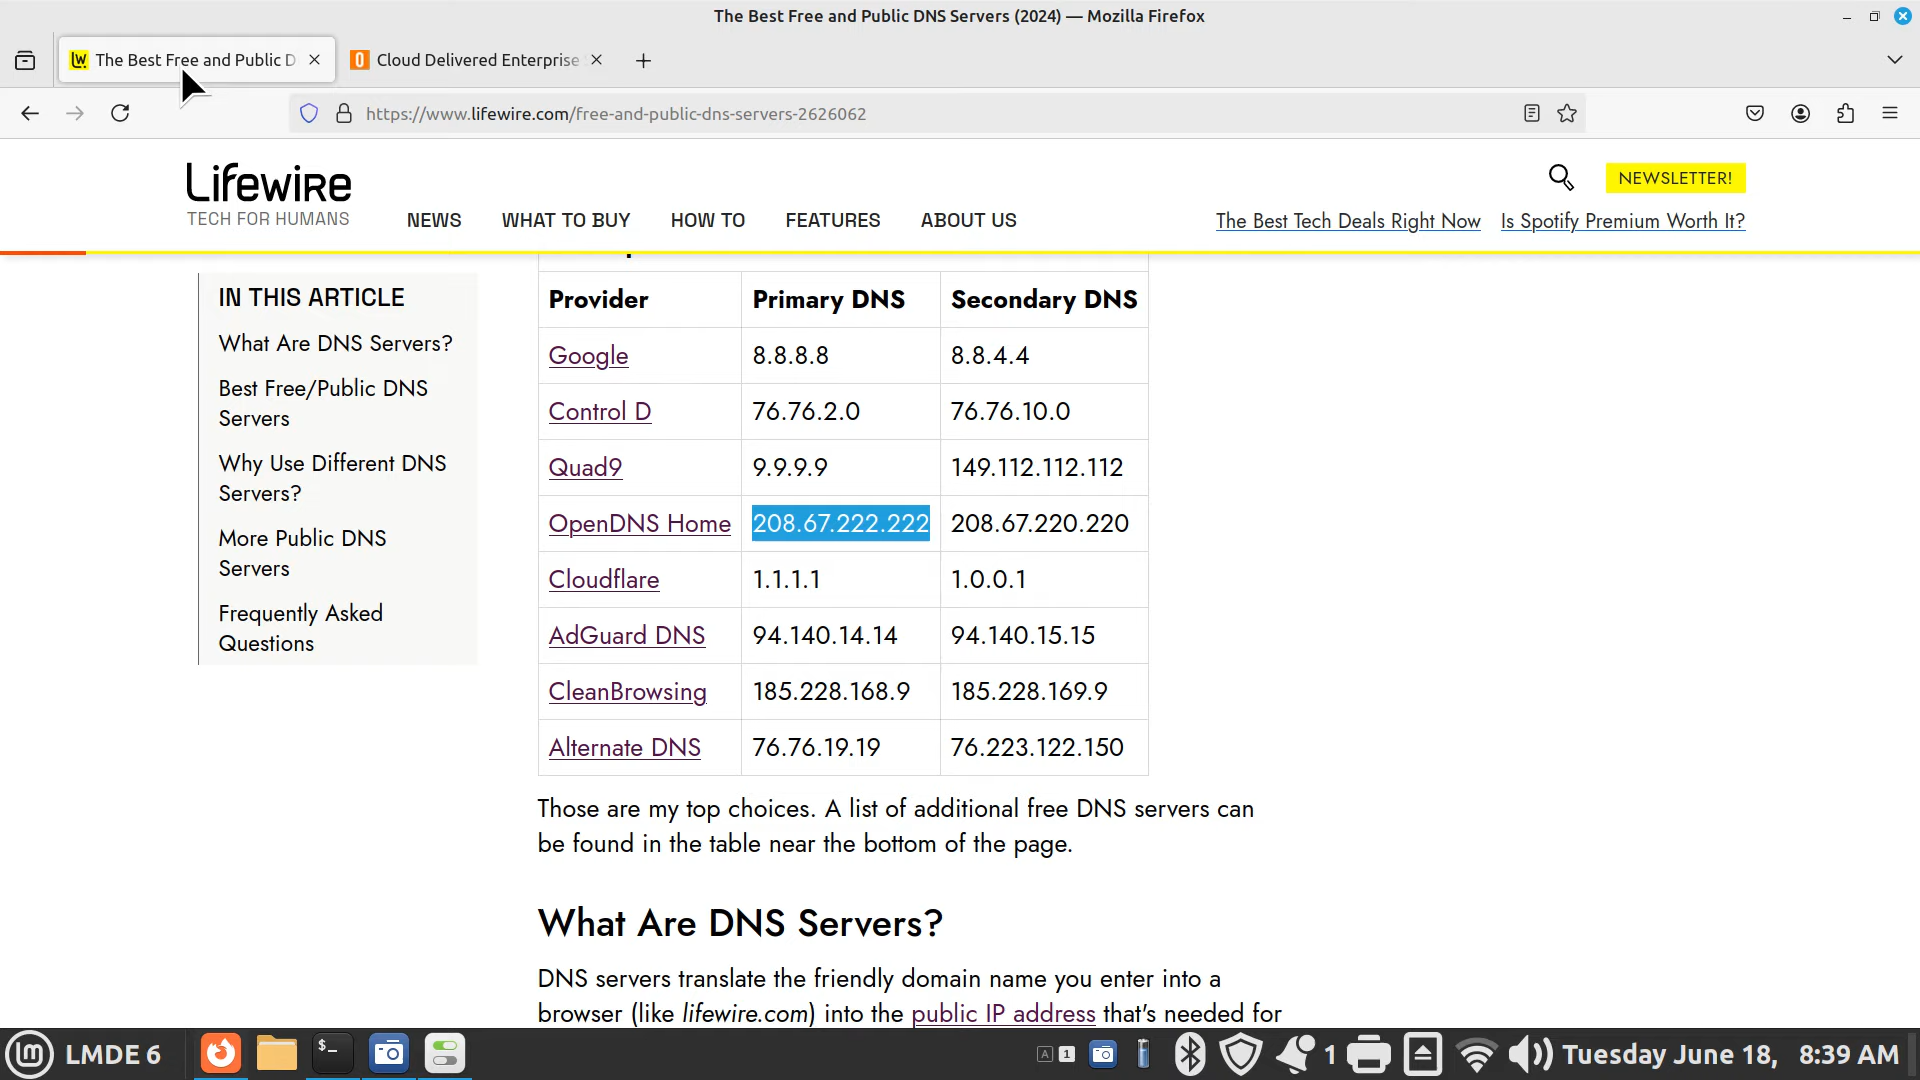 The Best Free and Public DNS Servers (2024) — Mozilla Firefox
The Best Free and Public D
Cloud Delivered Enterprise
https://www.lifewire.com/free-and-public-dns-servers-2626062
Lifewire
TECH FOR HUMANS
NEWS WHAT TO BUY HOW TO FEATURES ABOUT US
NEWSLETTER!
The Best Tech Deals Right Now Is Spotify Premium Worth It?
IN THIS ARTICLE
What Are DNS Servers?
Best Free/Public DNS
Servers
Why Use Different DNS
Servers?
More Public DNS
Servers
Frequently Asked
Questions
Provider Primary DNS Secondary DNS
Google 8.8.8.8 8.8.4.4
Control D 76.76.2.0 76.76.10.0
Quad9 9.9.9.9 149.112.112.112
OpenDNS Home 208.67.222.222 208.67.220.220
Cloudflare 1.1.1.1 1.0.0.1
AdGuard DNS 94.140.14.14 94.140.15.15
CleanBrowsing 185.228.168.9 185.228.169.9
Alternate DNS 76.76.19.19 76.223.122.150
Those are my top choices. A list of additional free DNS servers can
be found in the table near the bottom of the page.
What Are DNS Servers?
DNS servers translate the friendly domain name you enter into a
browser (like lifewire.com) into the public IP address that's needed for
LMDE 6
A 1
1
Tuesday June 18, 8:39 AM